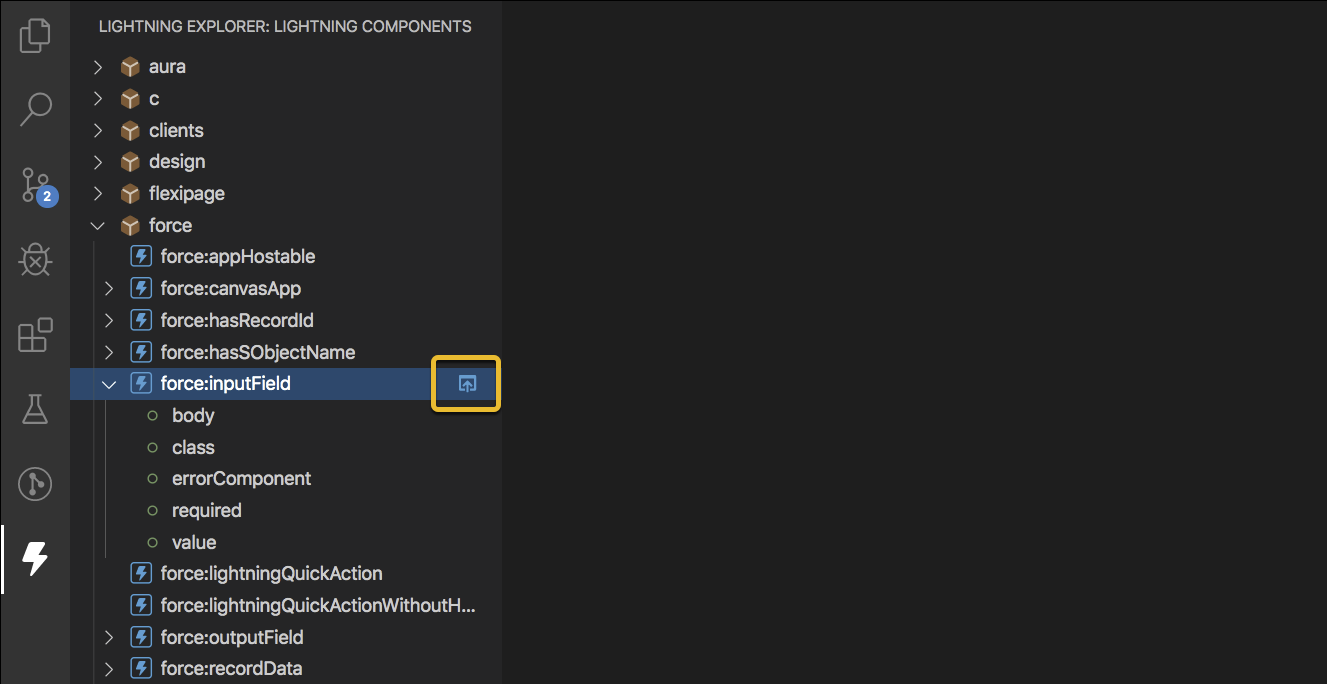 LIGHTNING EXPLORER: LIGHTNING COMPONENTS
aura
c
clients
design
2
flexipage
force
force:appHostable
force:canvasApp
force:hasRecordId
force:hasSObjectName
force:inputField
body
class
errorComponent
required
value
force:lightningQuickAction
force:lightningQuickActionWithoutH...
force:outputField
force:recordData